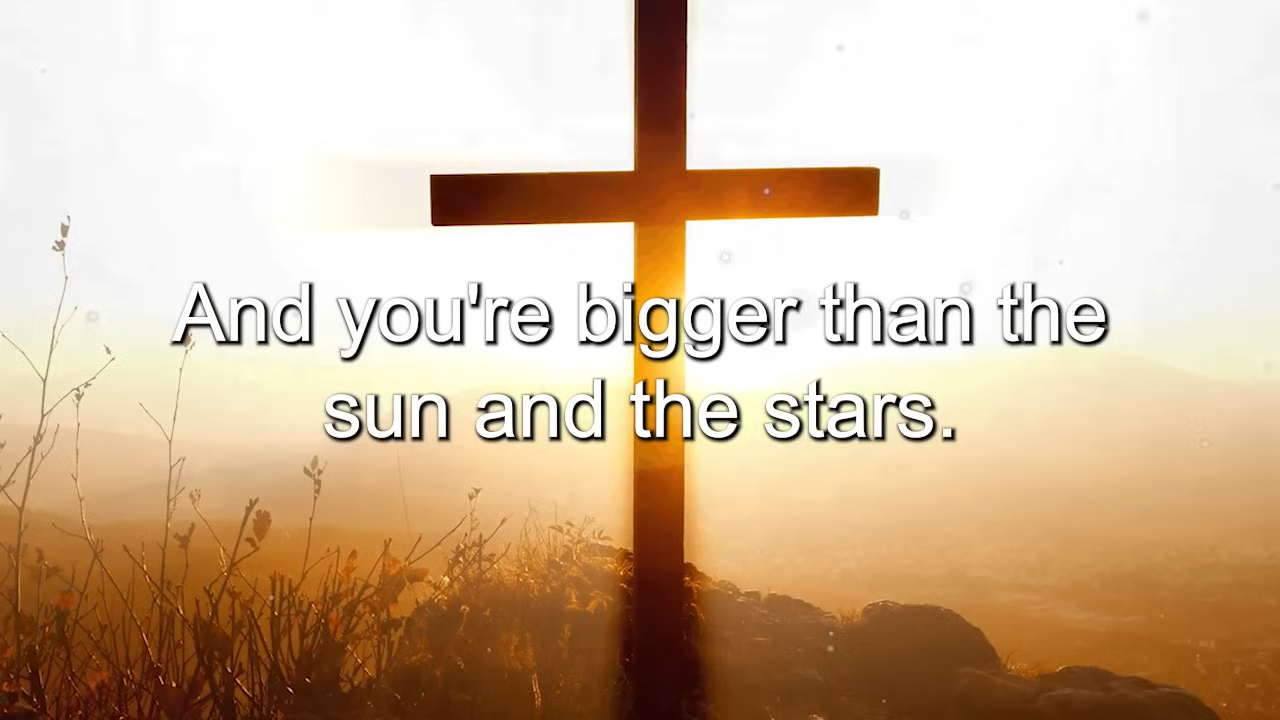 And you're bigger than the
sun and the stars.